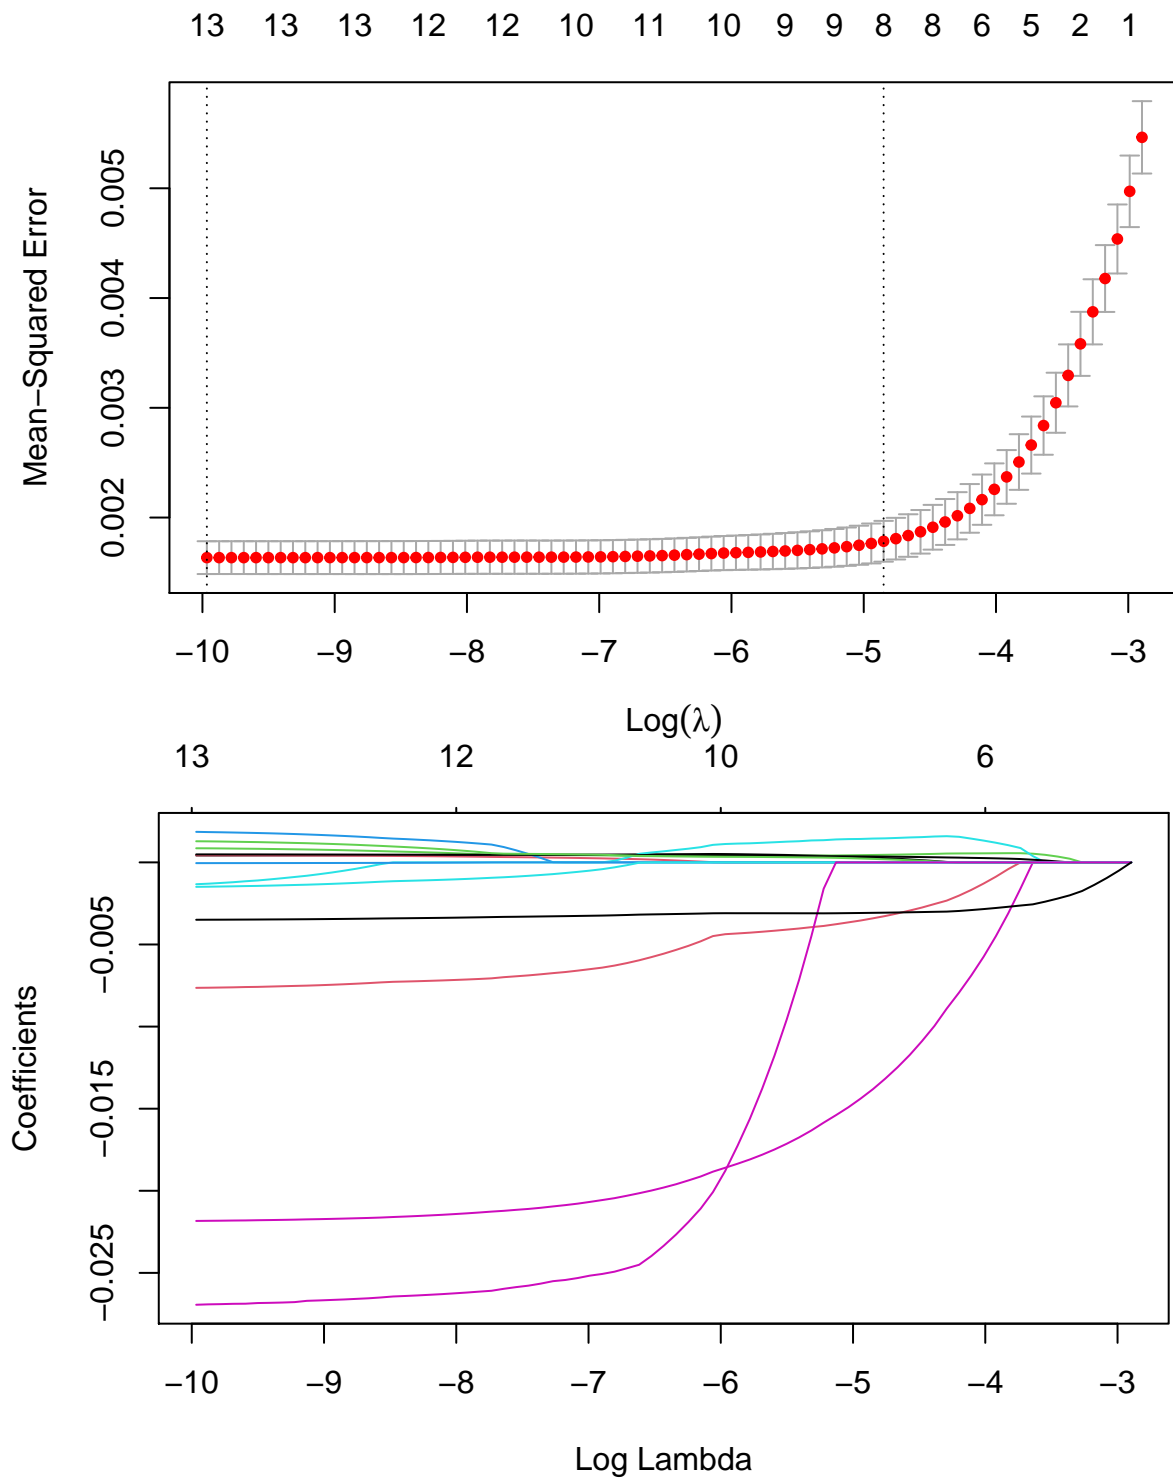 13 13 13 12 12 10 11 10 9 9 8 8 6 5 2 1
Mean−Squared Error
0.005
0.004
0.003
0.002
−10 −9 −8 −7 −6 −5 −4 −3
Log(λ)
13 12 10 6
Coefficients
−0.005
−0.015
−0.025
−10 −9 −8 −7 −6 −5 −4 −3
Log Lambda